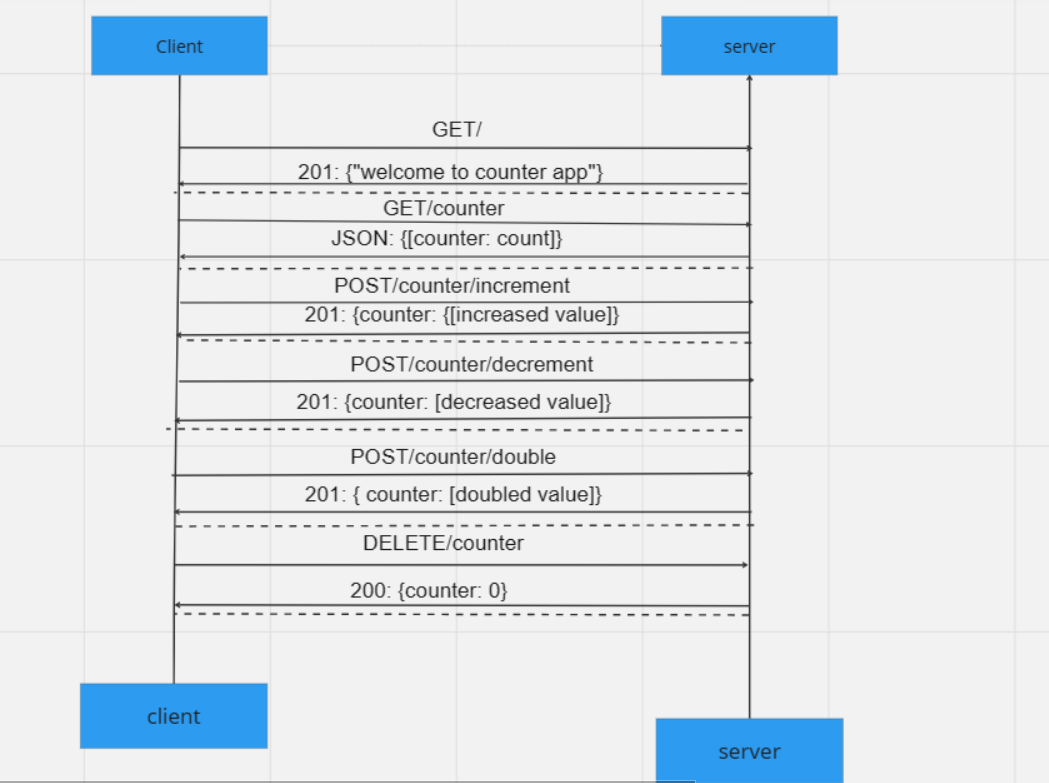 Client
server
GET/
201: {"welcome to counter app"}
GET/counter
JSON: {[counter: count]}
POST/counter/increment
201: {counter: {[increased value]}
POST/counter/decrement
201: {counter: [decreased value]}
POST/counter/double
201: { counter: [doubled value]}
DELETE/counter
200: {counter: 0}
client
server